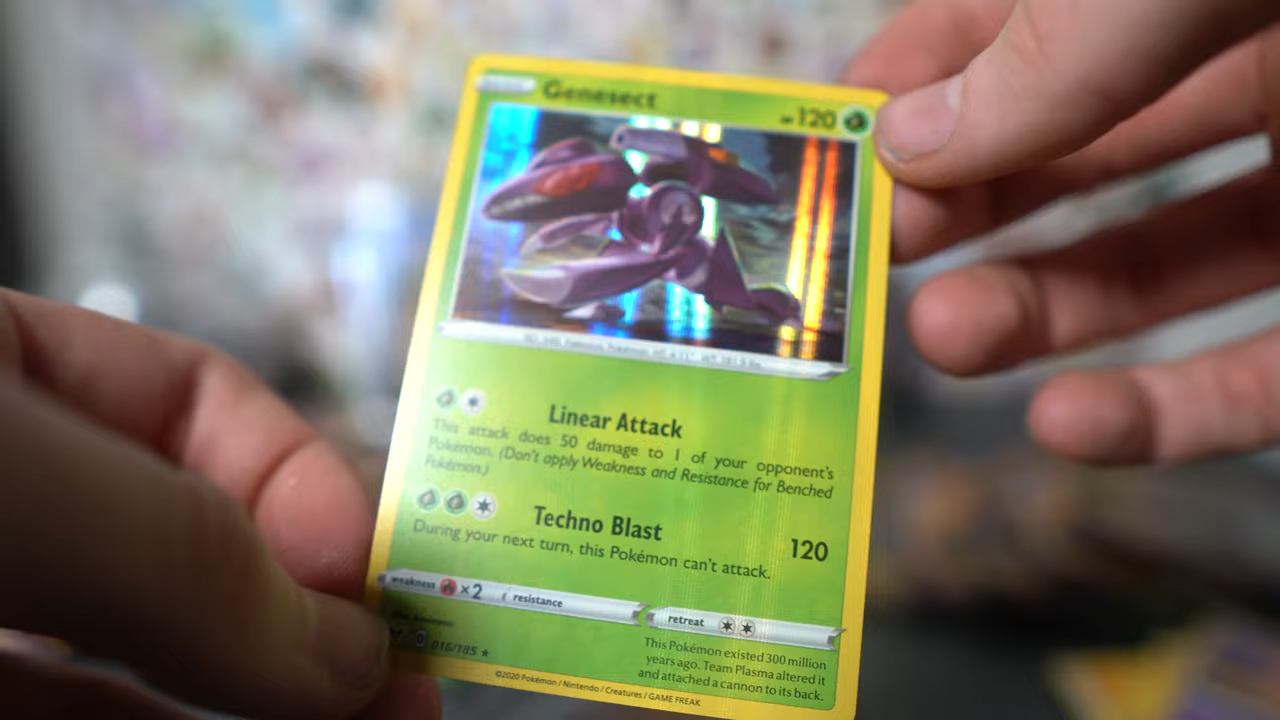 Genesect
HP 120
Linear Attack
This attack does 50 damage to 1 of your opponent's
Pokémon. (Don't apply Weakness and Resistance for Benched
Pokémon.)
Techno Blast
120
During your next turn, this Pokémon can't attack.
weakness ×2 resistance
retreat
016/185 ★
This Pokémon existed 300 million
years ago. Team Plasma altered it
and attached a cannon to its back.
©2020 Pokémon / Nintendo / Creatures / GAME FREAK